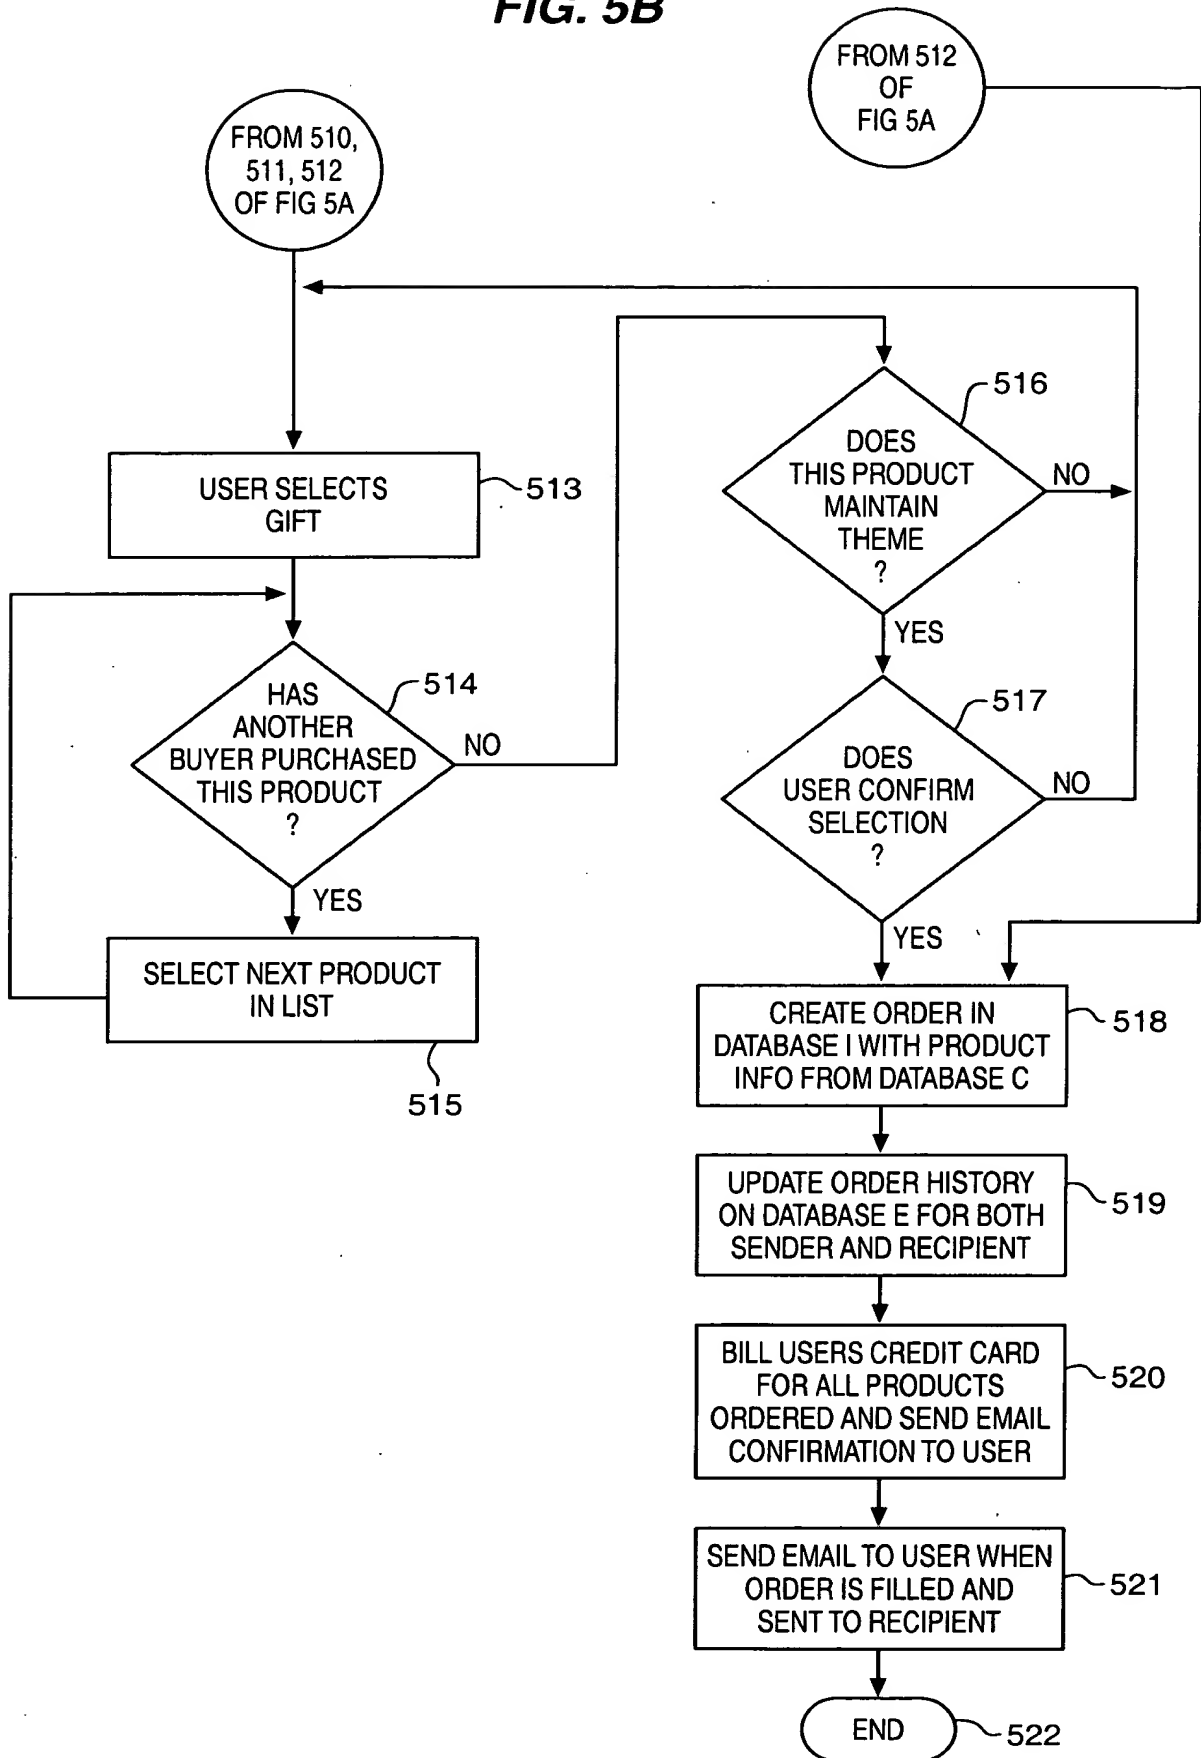 FIG. 5B
FROM 512
OF
FIG 5A
FROM 510,
511, 512
OF FIG 5A
USER SELECTS
GIFT
513
HAS
ANOTHER
BUYER PURCHASED
THIS PRODUCT
?
514
NO
YES
SELECT NEXT PRODUCT
IN LIST
515
DOES
THIS PRODUCT
MAINTAIN
THEME
?
516
NO
YES
DOES
USER CONFIRM
SELECTION
?
517
NO
YES
CREATE ORDER IN
DATABASE I WITH PRODUCT
INFO FROM DATABASE C
518
UPDATE ORDER HISTORY
ON DATABASE E FOR BOTH
SENDER AND RECIPIENT
519
BILL USERS CREDIT CARD
FOR ALL PRODUCTS
ORDERED AND SEND EMAIL
CONFIRMATION TO USER
520
SEND EMAIL TO USER WHEN
ORDER IS FILLED AND
SENT TO RECIPIENT
521
END
522